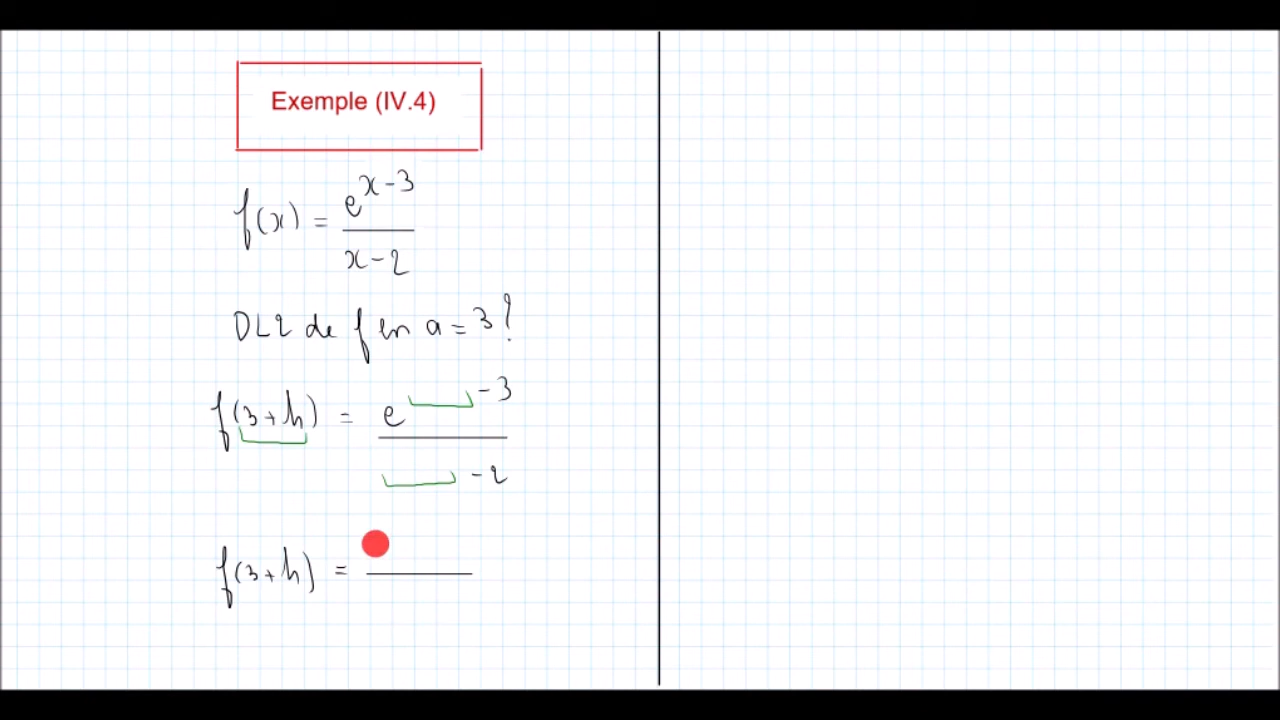 Exemple (IV.4)
f(x) = e^{x-3} / x-2
DL2 de f en a = 3?
f(3+h) = e^{⎵ -3} / ⎵ -2
f(3+h) =